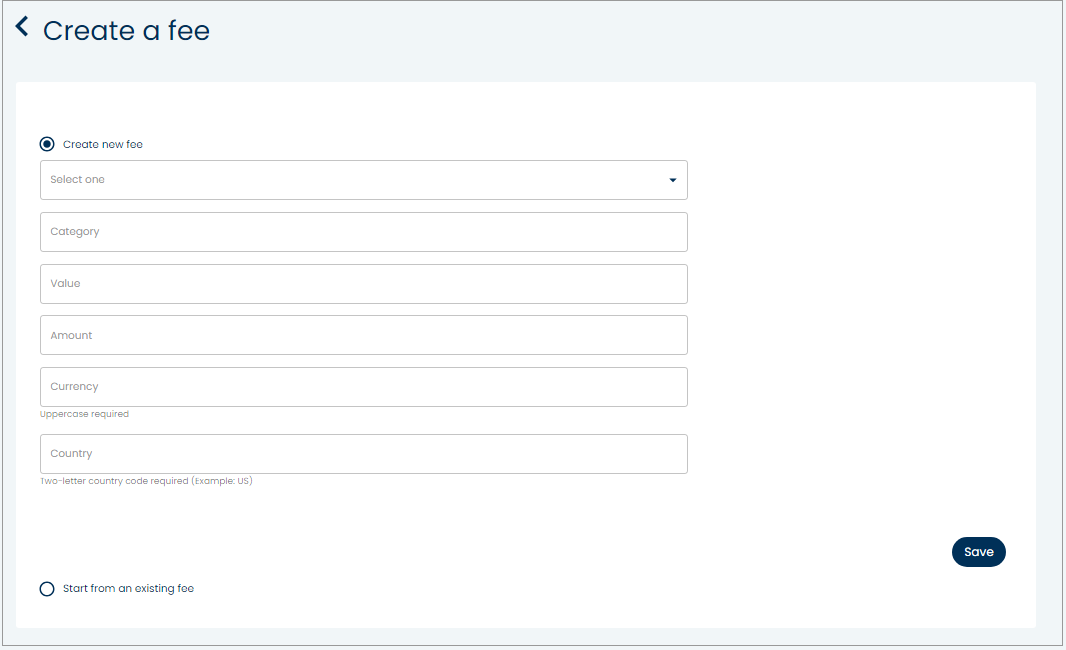 Create a fee
Create new fee
Select one
Category
Value
Amount
Currency
Uppercase required
Country
Two-letter country code required (Example: US)
Save
Start from an existing fee